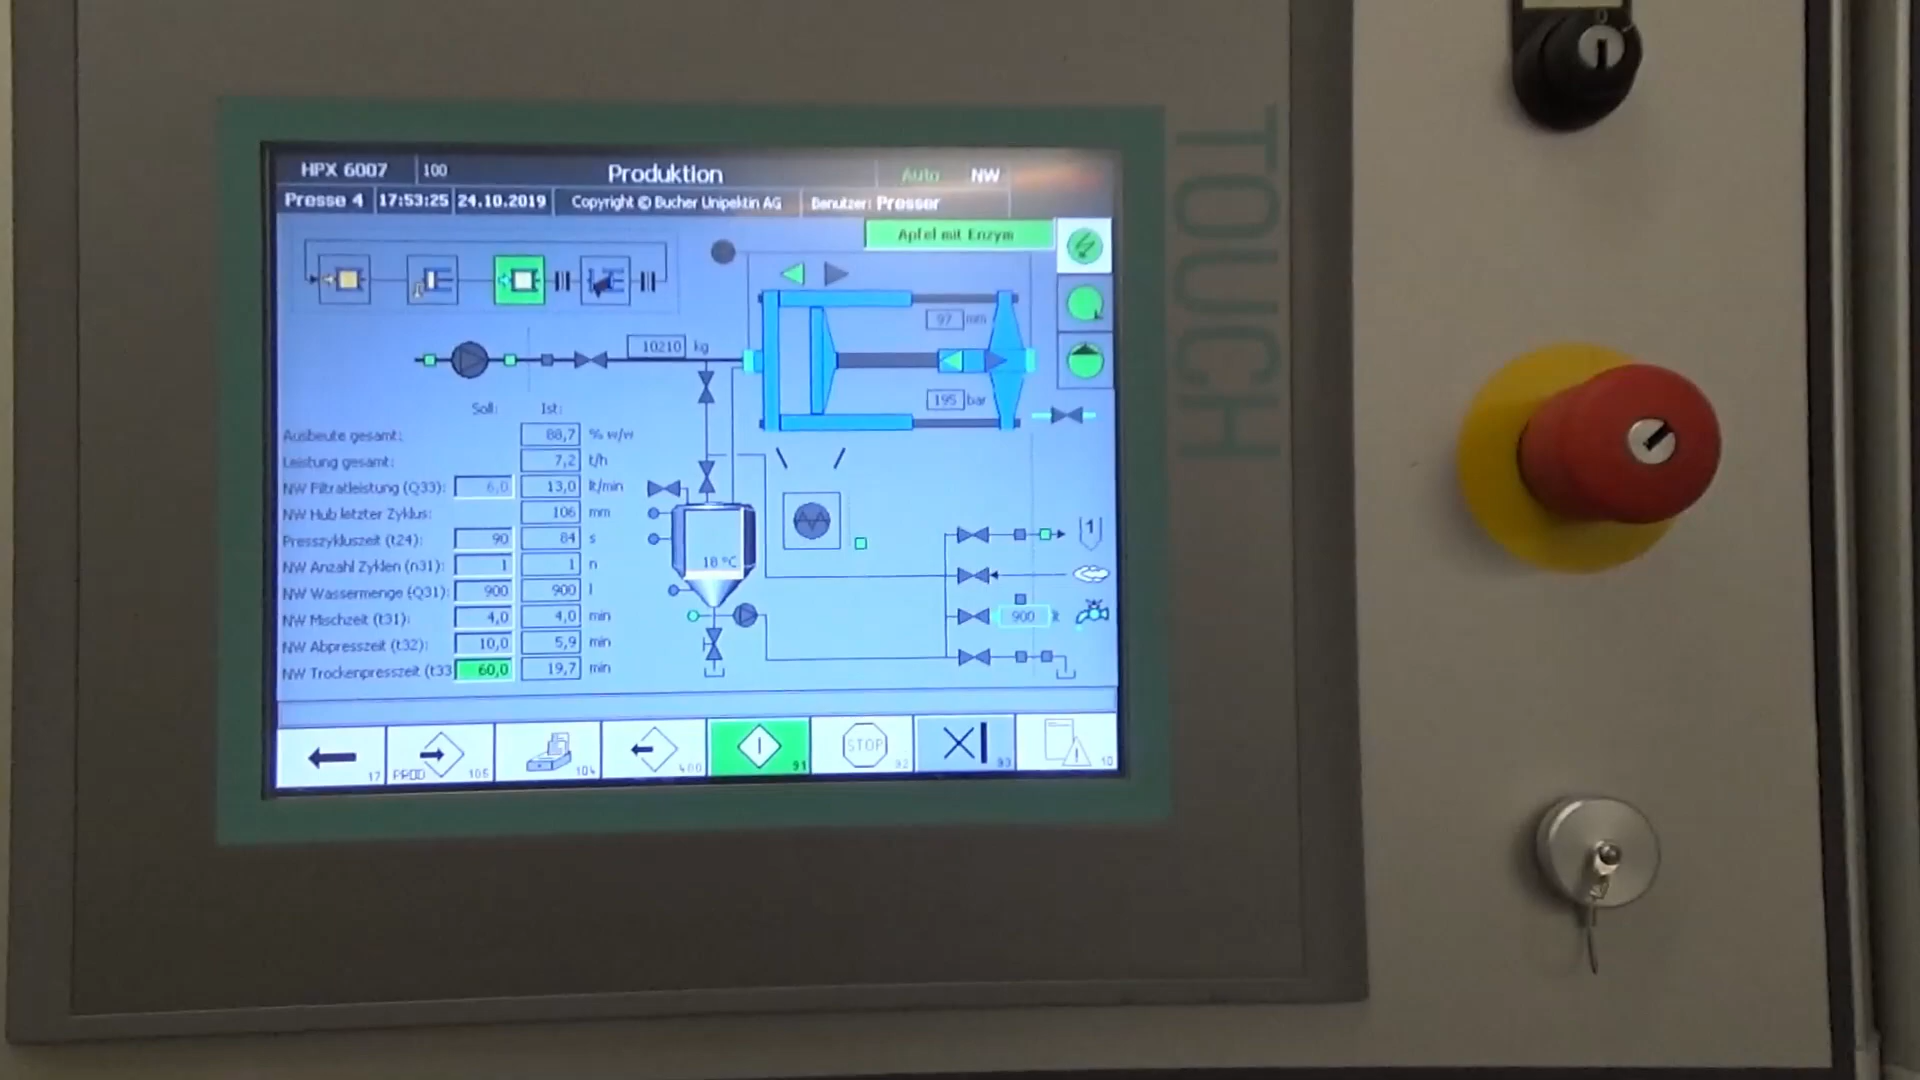 HPX 6007 100 Produktion Auto NW
Presse 4 17:53:25 24.10.2019 Copyright © Bucher Unipektin AG Benutzer: Presser
Apfel mit Enzym
97 mm
10210 kg
195 bar
Soll: Ist:
Ausbeute gesamt: 88,7 % w/w
Leistung gesamt: 7,2 t/h
NW Filtratleistung (Q33): 6,0 13,0 lt/min
NW Hub letzter Zyklus: 106 mm
Presszykluszeit (t24): 90 84 s
NW Anzahl Zyklen (n31): 1 1 n
NW Wassermenge (Q31): 900 900 l
NW Mischzeit (t31): 4,0 4,0 min
NW Abpresszeit (t32): 10,0 5,9 min
NW Trockenpresszeit (t33 60,0 19,7 min
18 °C
1
900 lt
17
PROD 105
104
400
91
STOP 92
93
10
TOUCH
0